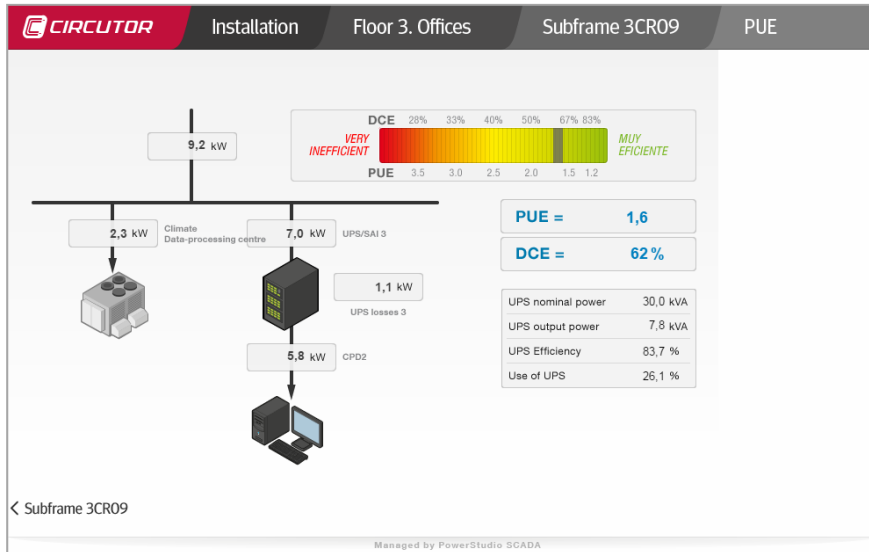 CIRCUTOR Installation Floor 3. Offices Subframe 3CR09 PUE
DCE 28% 33% 40% 50% 67% 83%
VERY
INEFFICIENT
MUY
EFICIENTE
PUE 3.5 3.0 2.5 2.0 1.5 1.2
9,2 kW
2,3 kW
Climate
Data-processing centre
7,0 kW UPS/SAI 3
1,1 kW
UPS losses 3
5,8 kW CPD2
PUE = 1,6
DCE = 62 %
UPS nominal power 30,0 kVA
UPS output power 7,8 kVA
UPS Efficiency 83,7 %
Use of UPS 26,1 %
< Subframe 3CR09
Managed by PowerStudio SCADA